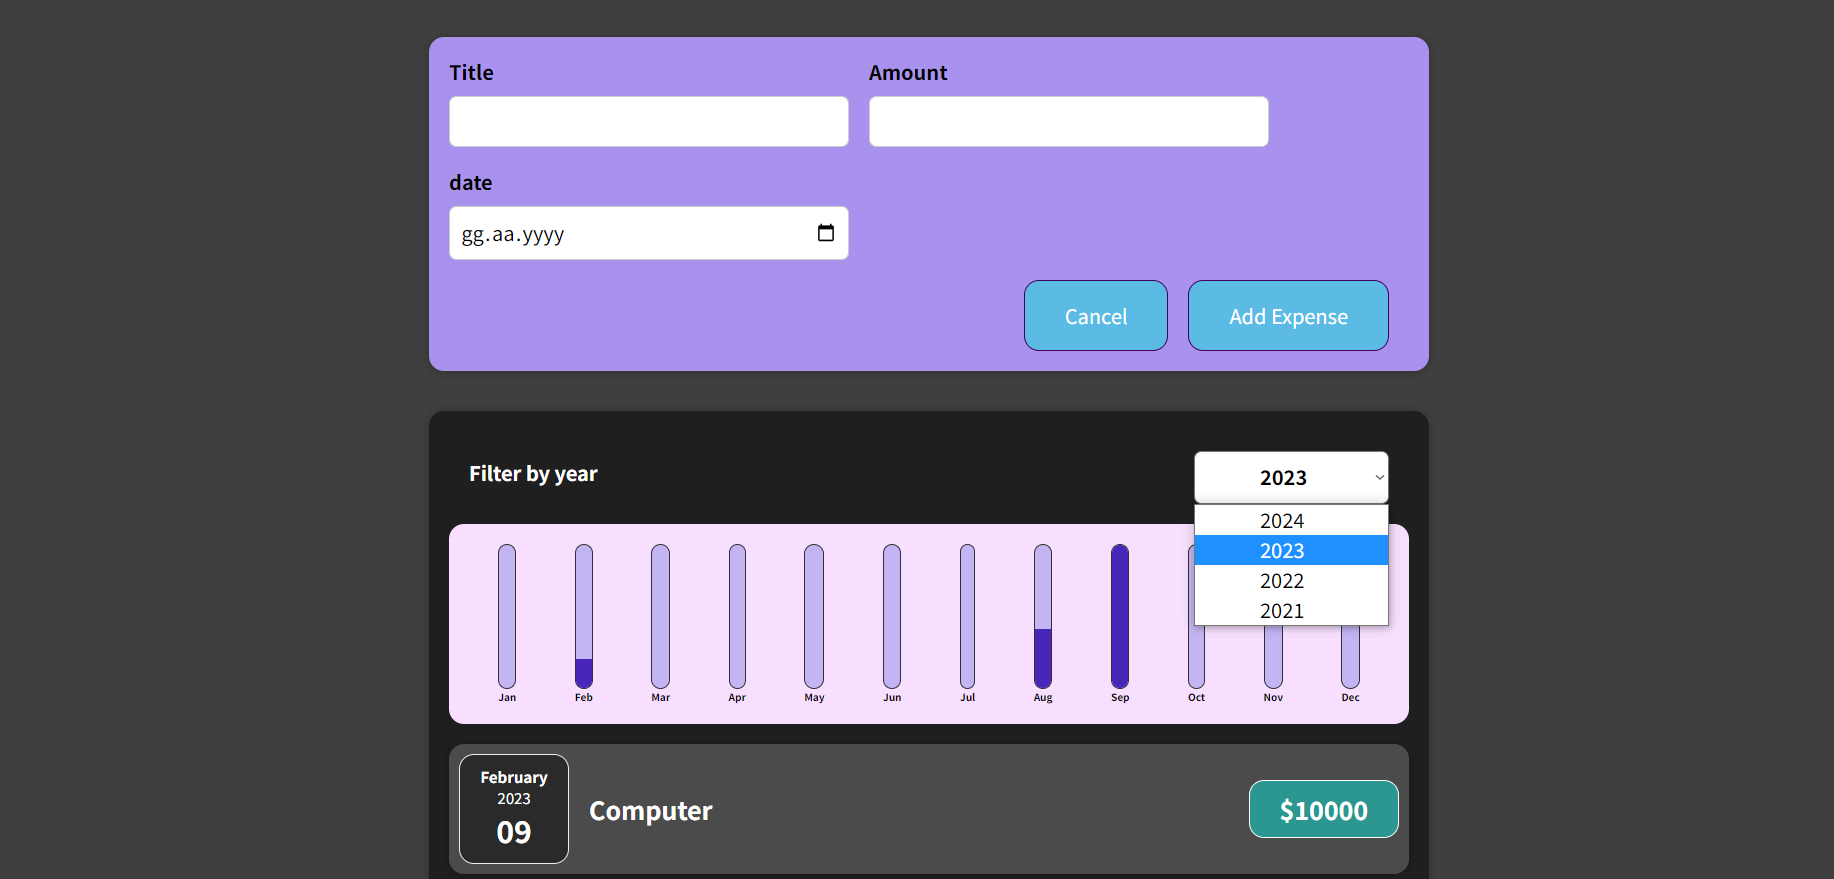 Title
Amount
date
gg.aa.yyyy
Cancel
Add Expense
Filter by year
2023
2024
2023
2022
2021
Jan
Feb
Mar
Apr
May
Jun
Jul
Aug
Sep
Oct
Nov
Dec
February
2023
09
Computer
$10000